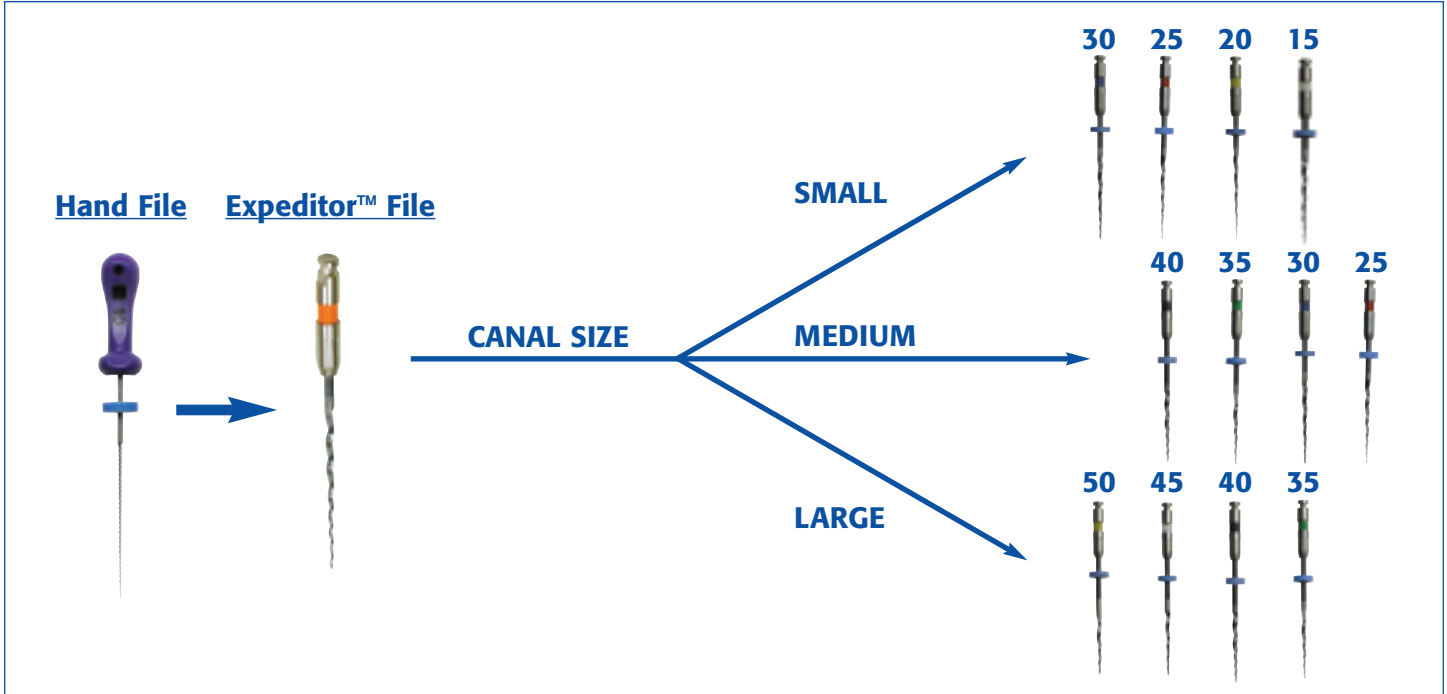 30 25 20 15
Hand File
Expeditor™ File
SMALL
40 35 30 25
CANAL SIZE
MEDIUM
50 45 40 35
LARGE